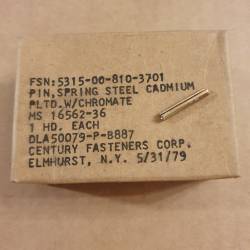 FSN:5315-00-810-3701
PIN,SPRING STEEL CADMIUM
PLTD.W/CHROMATE
MS 16562-36
1 HD. EACH
DLA50079-P-B887
CENTURY FASTENERS CORP.
ELMHURST, N.Y. 5/31/79